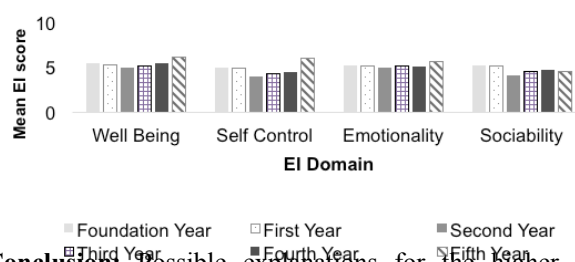 10
Mean EI score
5
0
Well Being Self Control Emotionality Sociability
EI Domain
Foundation Year First Year Second Year
Third Year Fourth Year Fifth Year
Conclusion: Possible explanations for the higher